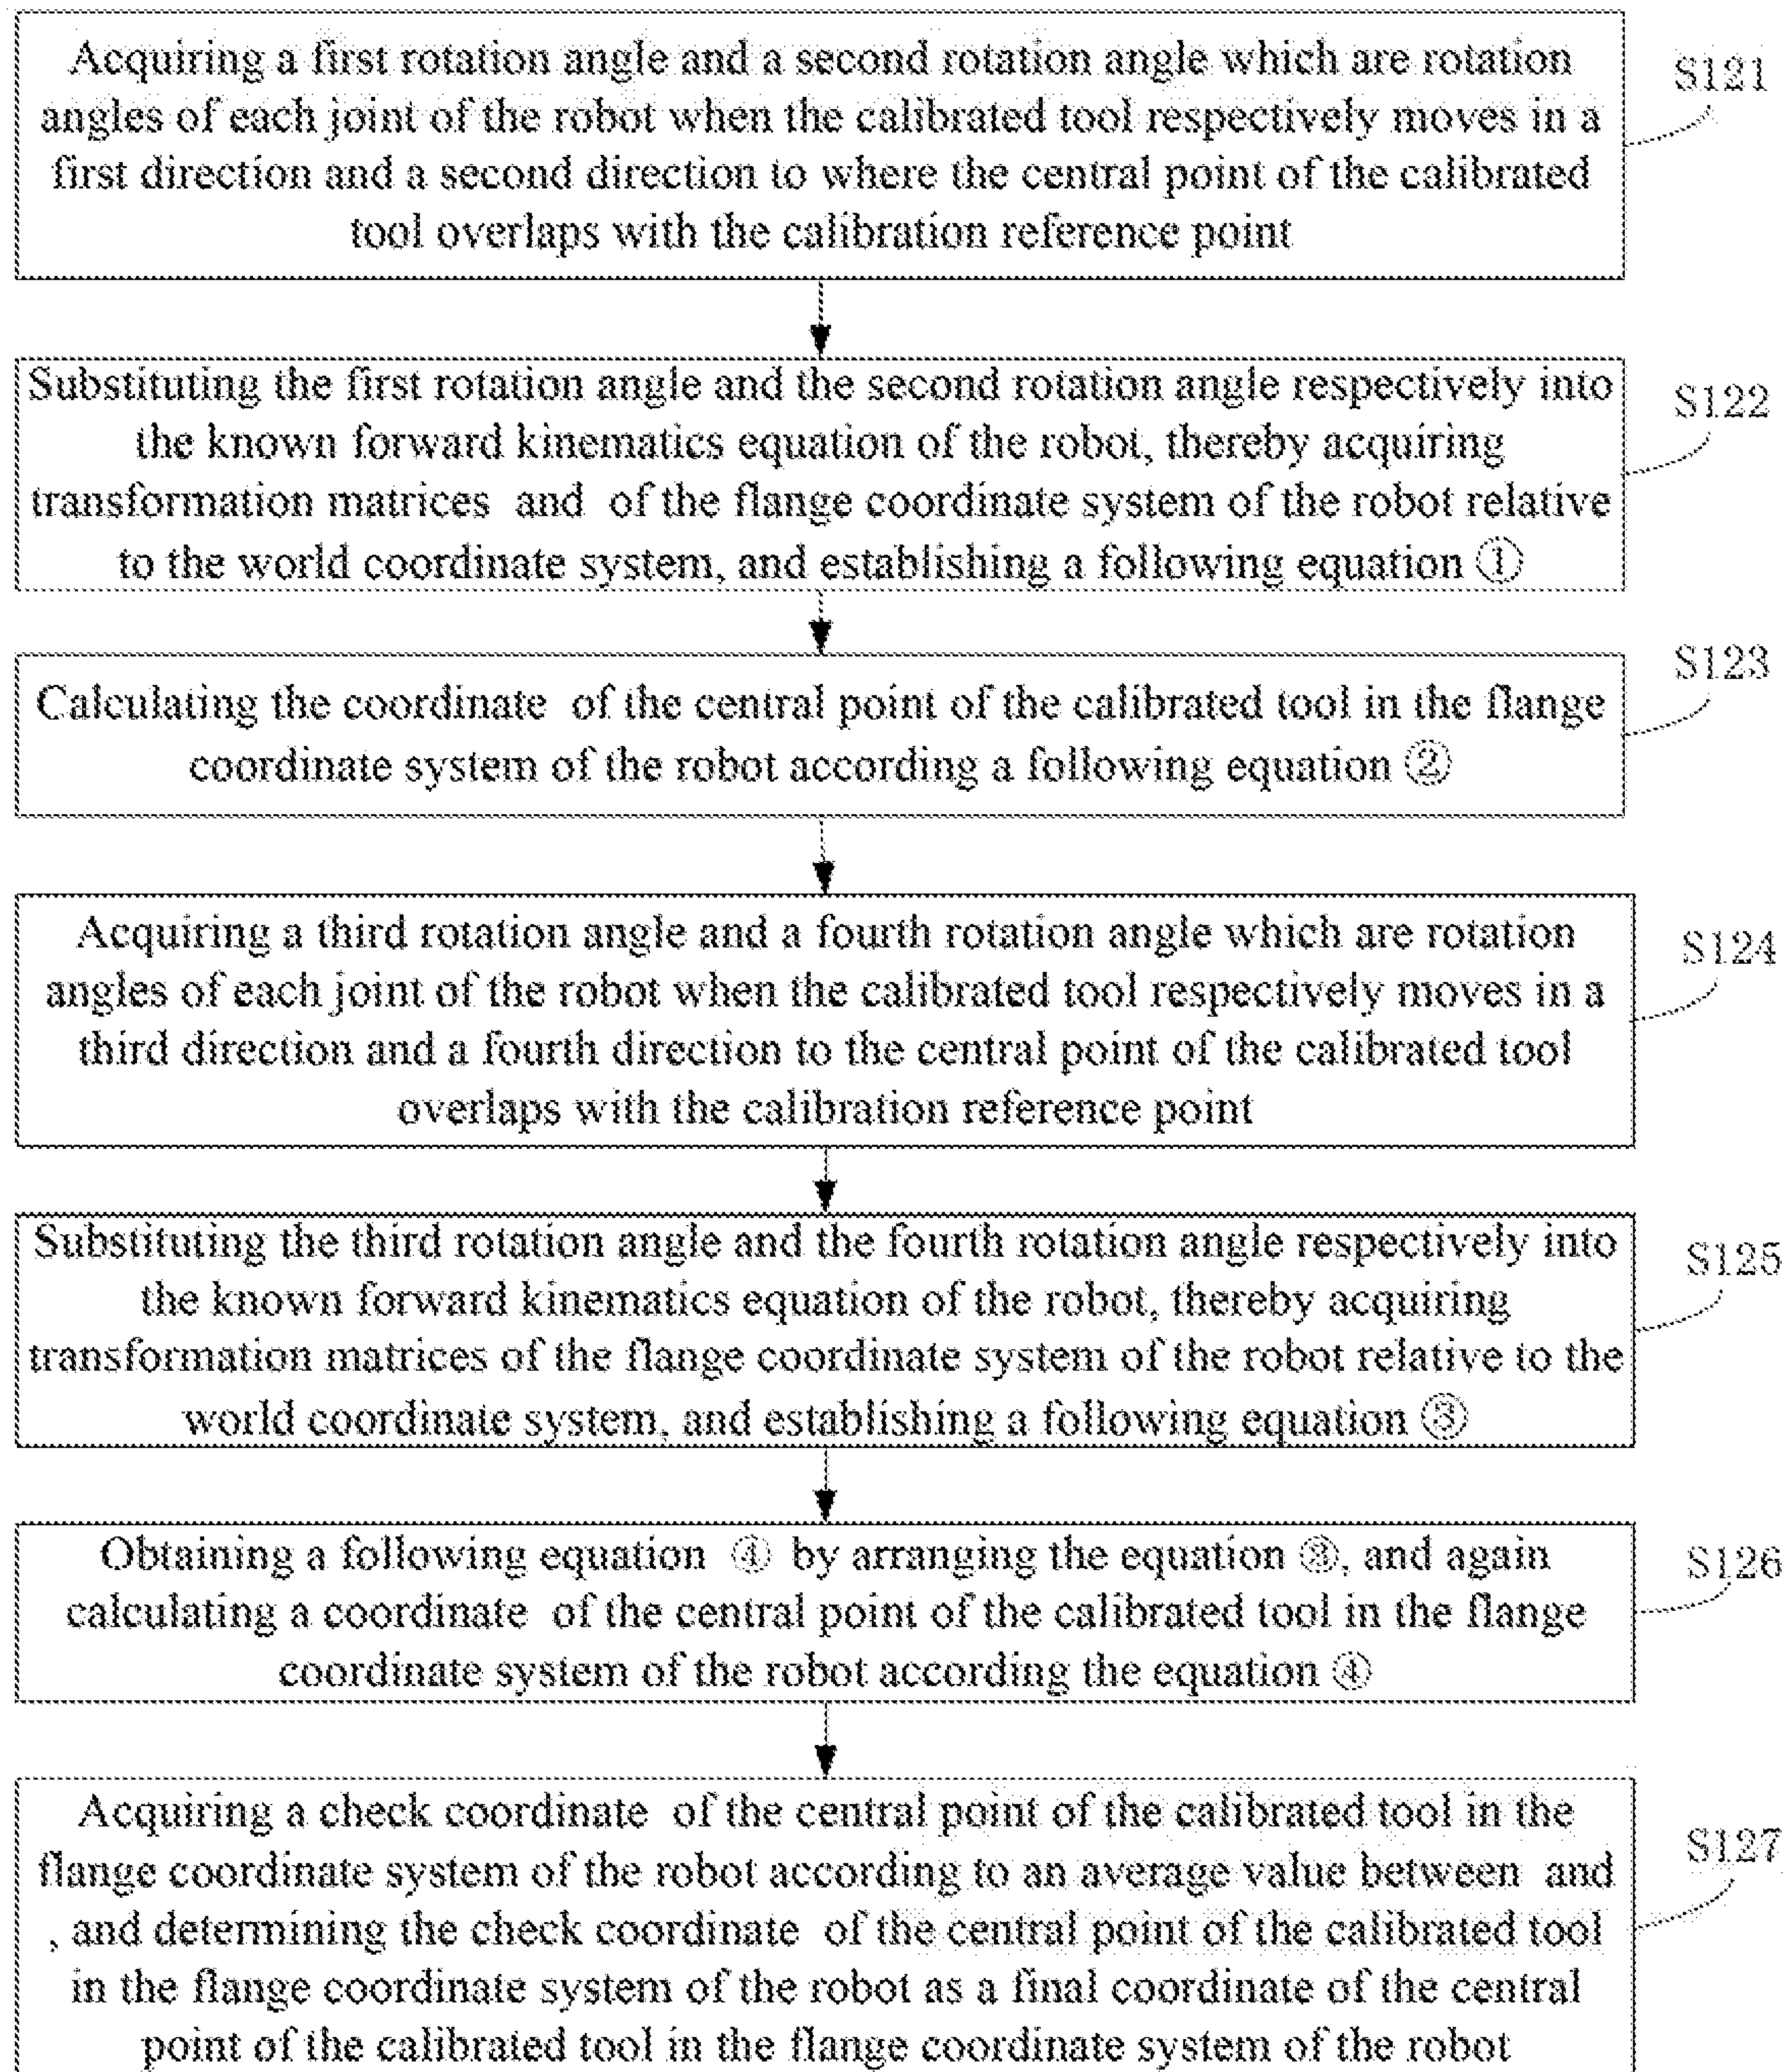 Acquiring a first rotation angle and a second rotation angle which are rotation
angles of each joint of the robot when the calibrated tool respectively moves in a
first direction and a second direction to where the central point of the calibrated
tool overlaps with the calibration reference point
S121
Substituting the first rotation angle and the second rotation angle respectively into
the known forward kinematics equation of the robot, thereby acquiring
transformation matrices and of the flange coordinate system of the robot relative
to the world coordinate system, and establishing a following equation ①
S122
Calculating the coordinate of the central point of the calibrated tool in the flange
coordinate system of the robot according a following equation ②
S123
Acquiring a third rotation angle and a fourth rotation angle which are rotation
angles of each joint of the robot when the calibrated tool respectively moves in a
third direction and a fourth direction to the central point of the calibrated tool
overlaps with the calibration reference point
S124
Substituting the third rotation angle and the fourth rotation angle respectively into
the known forward kinematics equation of the robot, thereby acquiring
transformation matrices of the flange coordinate system of the robot relative to the
world coordinate system, and establishing a following equation ③
S125
Obtaining a following equation ④ by arranging the equation ③, and again
calculating a coordinate of the central point of the calibrated tool in the flange
coordinate system of the robot according the equation ④
S126
Acquiring a check coordinate of the central point of the calibrated tool in the
flange coordinate system of the robot according to an average value between and
, and determining the check coordinate of the central point of the calibrated tool
in the flange coordinate system of the robot as a final coordinate of the central
point of the calibrated tool in the flange coordinate system of the robot
S127